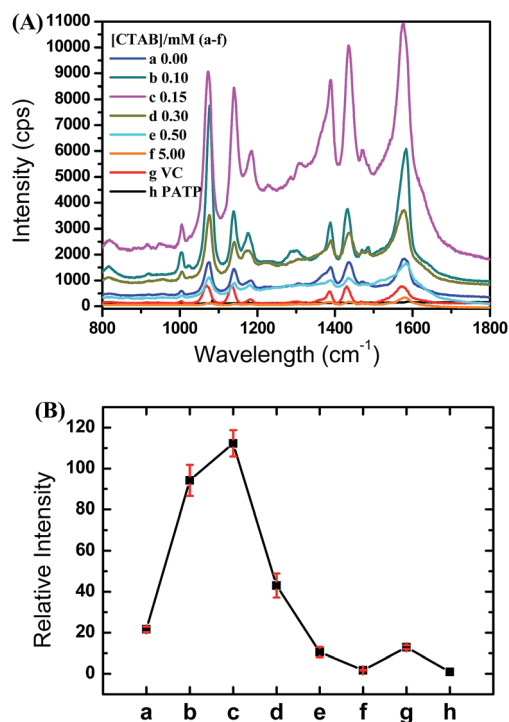 (A)
[CTAB]/mM (a-f)
a 0.00
b 0.10
c 0.15
d 0.30
e 0.50
f 5.00
g VC
h PATP
Intensity (cps)
11000
10000
9000
8000
7000
6000
5000
4000
3000
2000
1000
0
800 1000 1200 1400 1600 1800
Wavelength (cm⁻¹)
(B)
Relative Intensity
120
100
80
60
40
20
0
a b c d e f g h